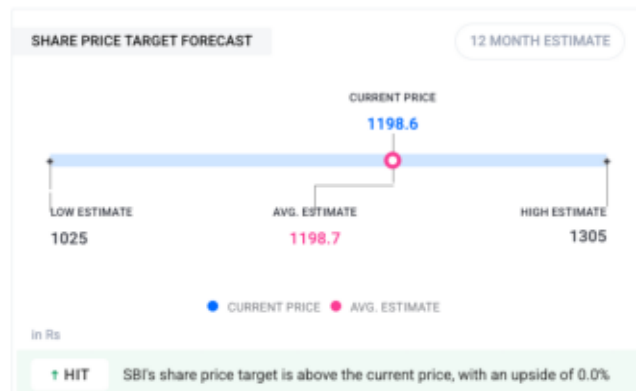 SHARE PRICE TARGET FORECAST
12 MONTH ESTIMATE
CURRENT PRICE
1198.6
LOW ESTIMATE
AVG. ESTIMATE
HIGH ESTIMATE
1025
1198.7
1305
CURRENT PRICE
AVG. ESTIMATE
in Rs
↑ HIT
SBI's share price target is above the current price, with an upside of 0.0%